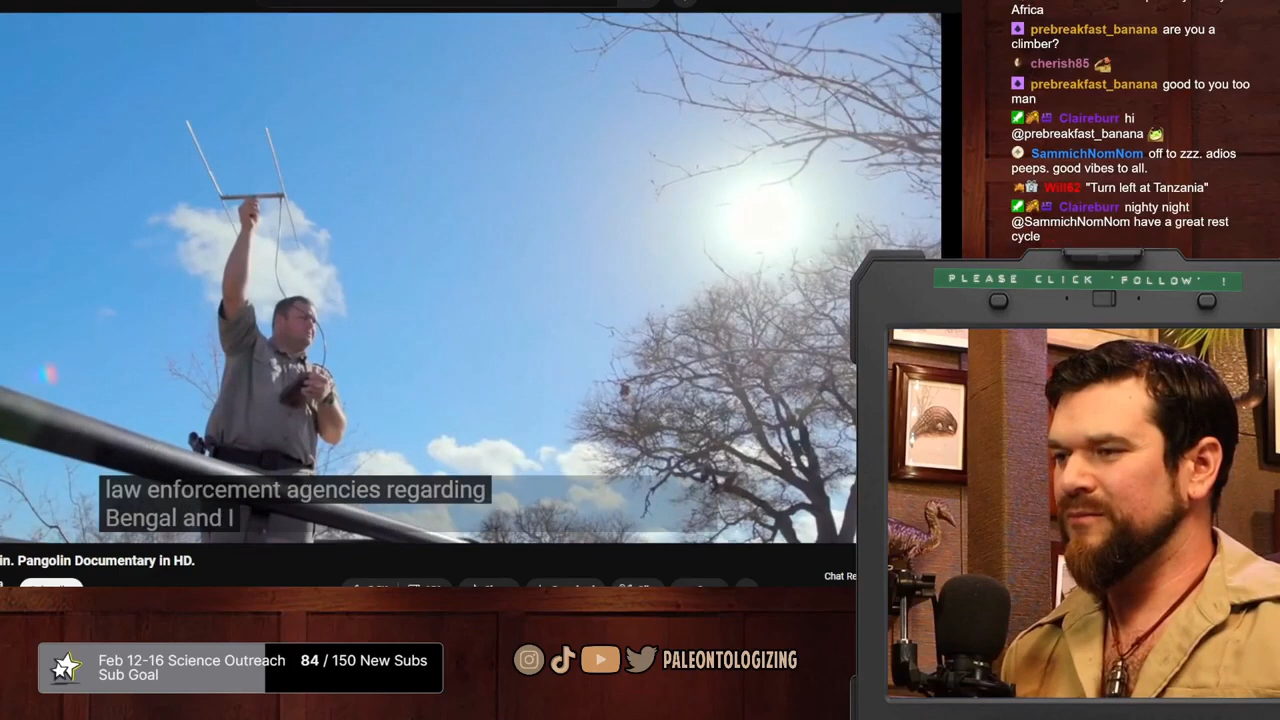 Africa
prebreakfast_banana are you a
climber?
cherish85
prebreakfast_banana good to you too
man
Claireburr hi
@prebreakfast_banana
SammichNomNom off to zzz. adios
peeps. good vibes to all.
Will62 "Turn left at Tanzania"
Claireburr nighty night
@SammichNomNom have a great rest
cycle
PLEASE CLICK 'FOLLOW' !
law enforcement agencies regarding
Bengal and I
in. Pangolin Documentary in HD.
Chat Re
Feb 12-16 Science Outreach 84 / 150 New Subs
Sub Goal
PALEONTOLOGIZING